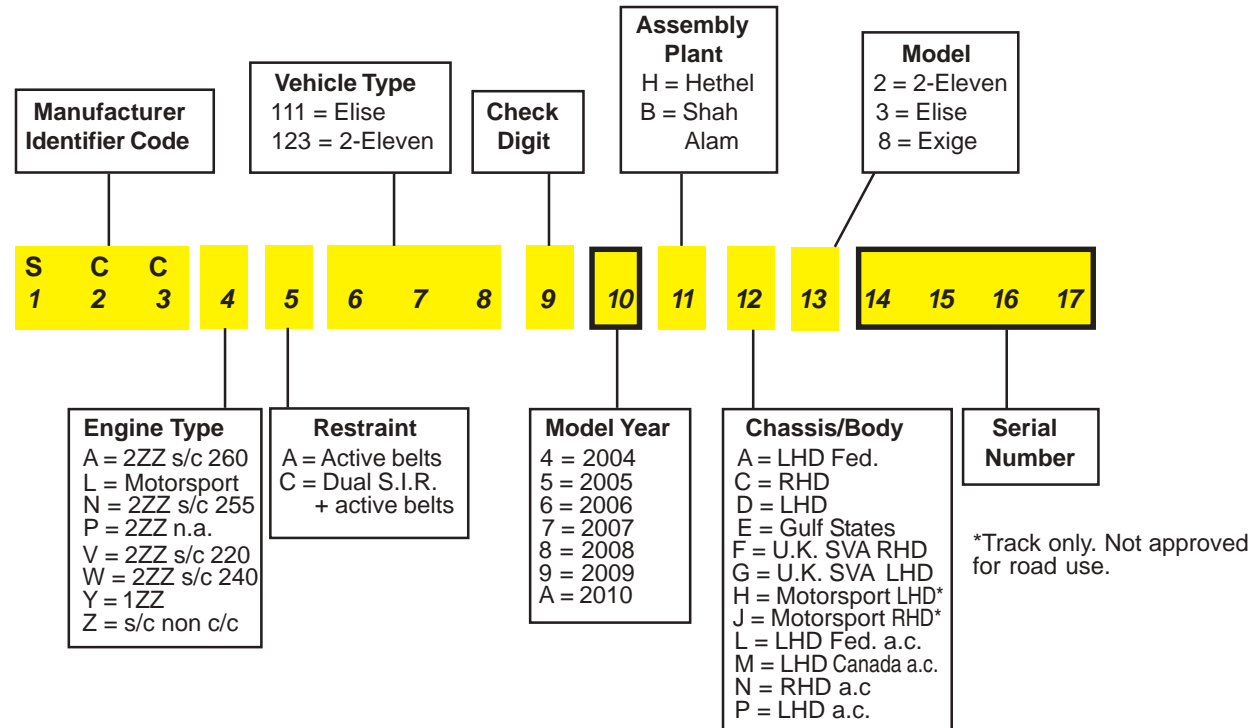 Assembly
Plant
H = Hethel
B = Shah
Alam
Model
2 = 2-Eleven
3 = Elise
8 = Exige
Vehicle Type
111 = Elise
123 = 2-Eleven
Manufacturer
Identifier Code
Check
Digit
S C C
1 2 3 4 5 6 7 8 9 10 11 12 13 14 15 16 17
Engine Type
A = 2ZZ s/c 260
L = Motorsport
N = 2ZZ s/c 255
P = 2ZZ n.a.
V = 2ZZ s/c 220
W = 2ZZ s/c 240
Y = 1ZZ
Z = s/c non c/c
Restraint
A = Active belts
C = Dual S.I.R.
+ active belts
Model Year
4 = 2004
5 = 2005
6 = 2006
7 = 2007
8 = 2008
9 = 2009
A = 2010
Chassis/Body
A = LHD Fed.
C = RHD
D = LHD
E = Gulf States
F = U.K. SVA RHD
G = U.K. SVA LHD
H = Motorsport LHD*
J = Motorsport RHD*
L = LHD Fed. a.c.
M = LHD Canada a.c.
N = RHD a.c
P = LHD a.c.
Serial
Number
*Track only. Not approved
for road use.